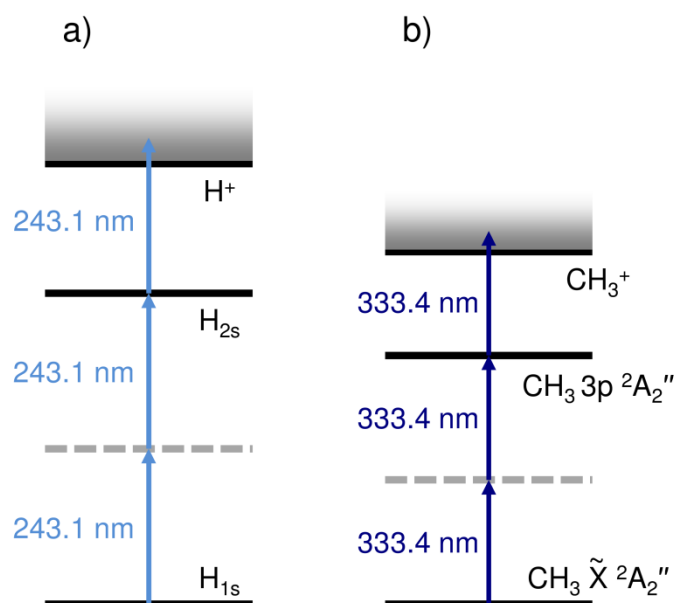 a)
H⁺
243.1 nm
H₂ₛ
243.1 nm
243.1 nm
H₁ₛ
b)
CH₃⁺
333.4 nm
CH₃ 3p ²A₂″
333.4 nm
333.4 nm
CH₃ X̃ ²A₂″